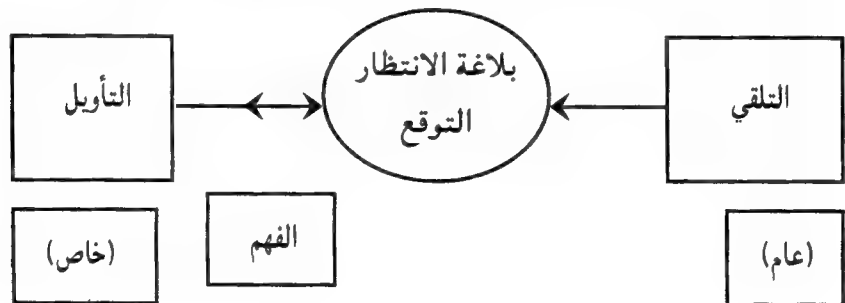 التلقي
بلاغة الانتظار
التوقع
التأويل
(عام)
الفهم
(خاص)